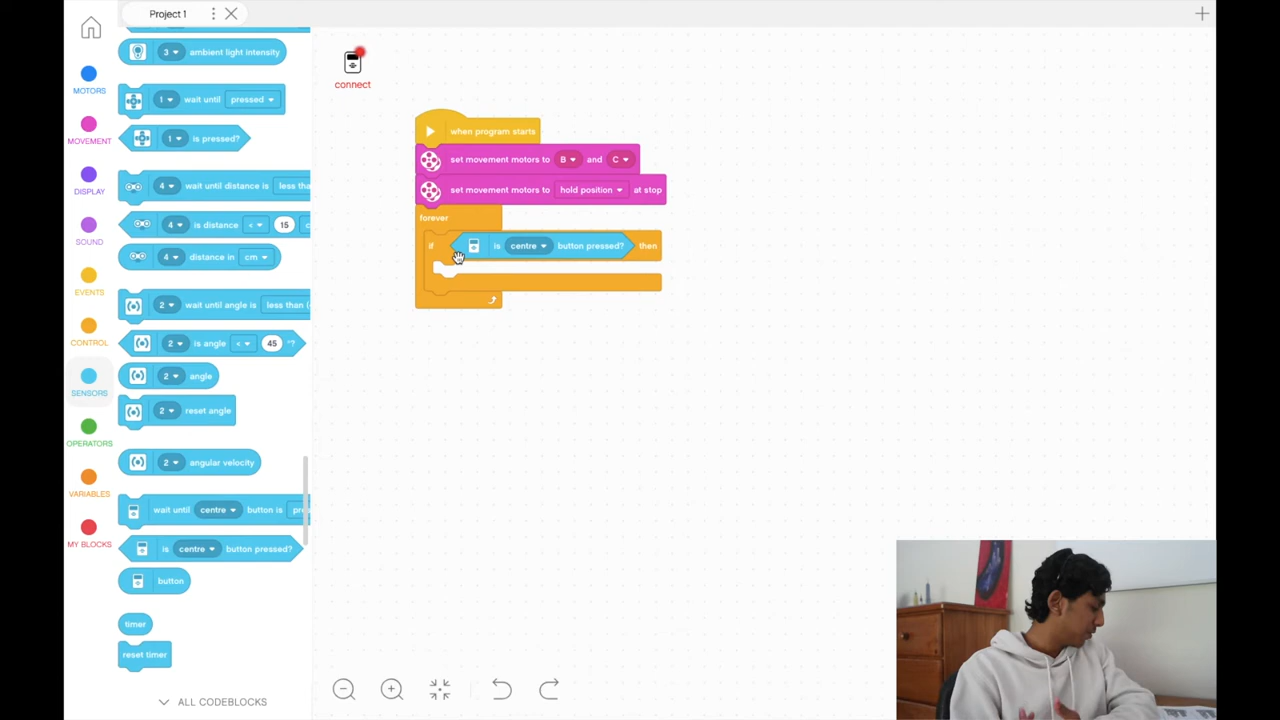 Project 1
connect
MOTORS
MOVEMENT
DISPLAY
SOUND
EVENTS
CONTROL
SENSORS
OPERATORS
VARIABLES
MY BLOCKS
3 ambient light intensity
1 wait until pressed
1 is pressed?
4 wait until distance is less than
4 is distance < 15 c
4 distance in cm
2 wait until angle is less than (
2 is angle < 45 °?
2 angle
2 reset angle
2 angular velocity
wait until centre button is pre
is centre button pressed?
button
timer
reset timer
ALL CODEBLOCKS
when program starts
set movement motors to B and C
set movement motors to hold position at stop
forever
if is centre button pressed? then